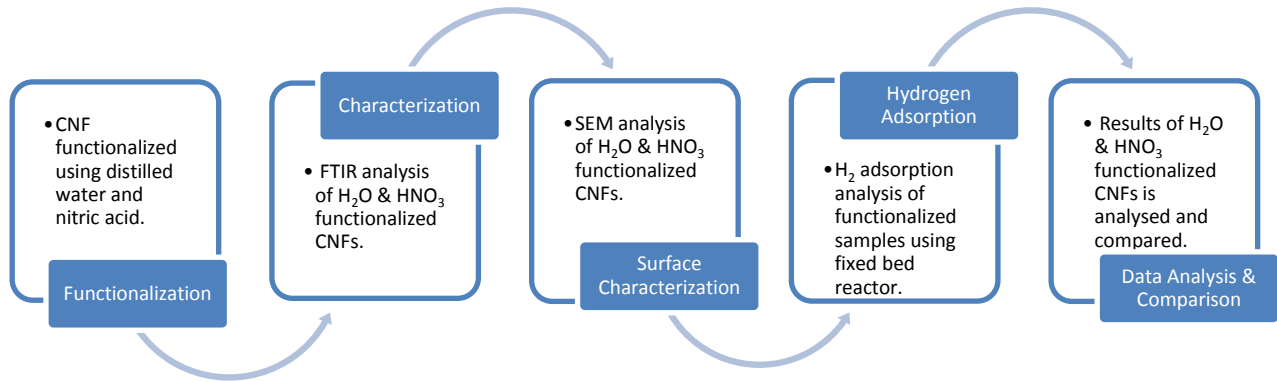 •CNF
functionalized
using distilled
water and
nitric acid.
Functionalization
Characterization
• FTIR analysis
of H₂O & HNO₃
functionalized
CNFs.
•SEM analysis
of H₂O & HNO₃
functionalized
CNFs.
Surface
Characterization
Hydrogen
Adsorption
•H₂ adsorption
analysis of
functionalized
samples using
fixed bed
reactor.
• Results of H₂O
& HNO₃
functionalized
CNFs is
analysed and
compared.
Data Analysis &
Comparison